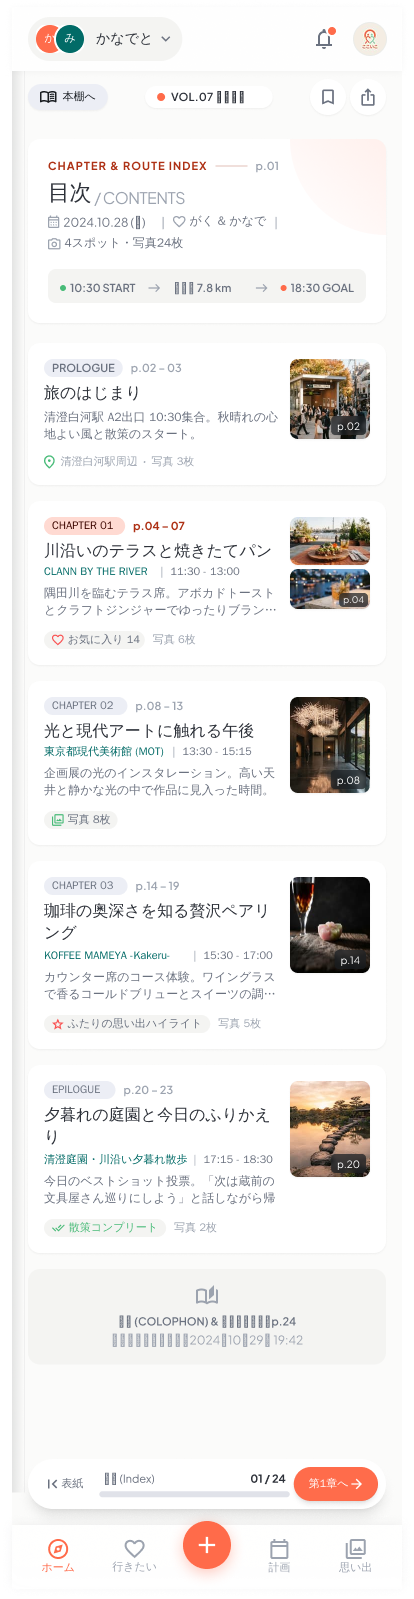 が み かなでと
ここいこ
本棚へ
VOL.07
CHAPTER & ROUTE INDEX p.01
目次 / CONTENTS
2024.10.28 ( ) | がく & かなで |
4スポット・写真24枚
10:30 START → 7.8 km → 18:30 GOAL
PROLOGUE p.02 – 03
旅のはじまり
清澄白河駅 A2出口 10:30集合。秋晴れの心
地よい風と散策のスタート。
清澄白河駅周辺 · 写真 3枚
p.02
CHAPTER 01 p.04 – 07
川沿いのテラスと焼きたてパン
CLANN BY THE RIVER | 11:30 - 13:00
隅田川を臨むテラス席。アボカドトースト
とクラフトジンジャーでゆったりブラン…
お気に入り 14 写真 6枚
p.04
CHAPTER 02 p.08 – 13
光と現代アートに触れる午後
東京都現代美術館 (MOT) | 13:30 - 15:15
企画展の光のインスタレーション。高い天
井と静かな光の中で作品に見入った時間。
写真 8枚
p.08
CHAPTER 03 p.14 – 19
珈琲の奥深さを知る贅沢ペアリ
ング
KOFFEE MAMEYA -Kakeru- | 15:30 - 17:00
カウンター席のコース体験。ワイングラス
で香るコールドブリューとスイーツの調…
ふたりの思い出ハイライト 写真 5枚
p.14
EPILOGUE p.20 – 23
夕暮れの庭園と今日のふりかえ
り
清澄庭園・川沿い夕暮れ散歩 | 17:15 - 18:30
今日のベストショット投票。「次は蔵前の
文具屋さん巡りにしよう」と話しながら帰
散策コンプリート 写真 2枚
p.20
(COLOPHON) & p.24
2024 10 29 19:42
表紙
(Index) 01 / 24
第1章へ→
ホーム
行きたい
計画
思い出